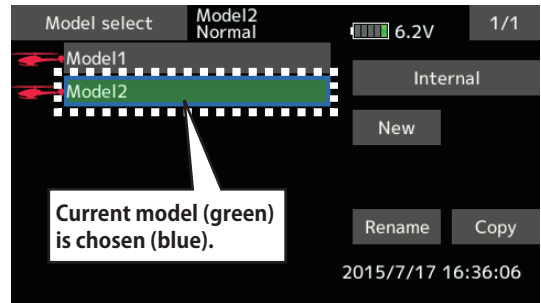 Model select
Model2
Normal
6.2V
1/1
Model1
Internal
Model2
New
Current model (green)
is chosen (blue).
Rename
Copy
2015/7/17 16:36:06